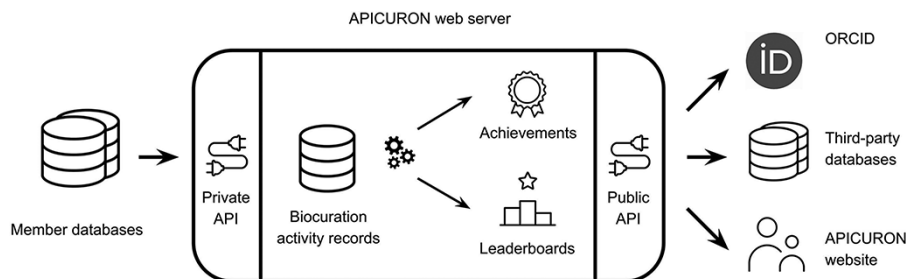 APICURON web server
Member databases
Private
API
Biocuration
activity records
Achievements
Leaderboards
Public
API
iD
ORCID
Third-party
databases
APICURON
website